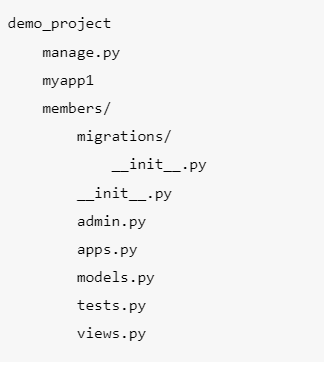 demo_project
    manage.py
    myapp1
    members/
        migrations/
            __init__.py
        __init__.py
        admin.py
        apps.py
        models.py
        tests.py
        views.py